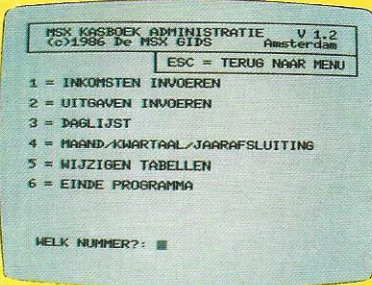 MSX KASBOEK ADMINISTRATIE V 1.2
(c)1986 De MSX GIDS Amsterdam
ESC = TERUG NAAR MENU
1 = INKOMSTEN INVOEREN
2 = UITGAVEN INVOEREN
3 = DAGLIJST
4 = MAAND/KWARTAAL/JAARAFSLUITING
5 = WIJZIGEN TABELLEN
6 = EINDE PROGRAMMA
WELK NUMMER?: